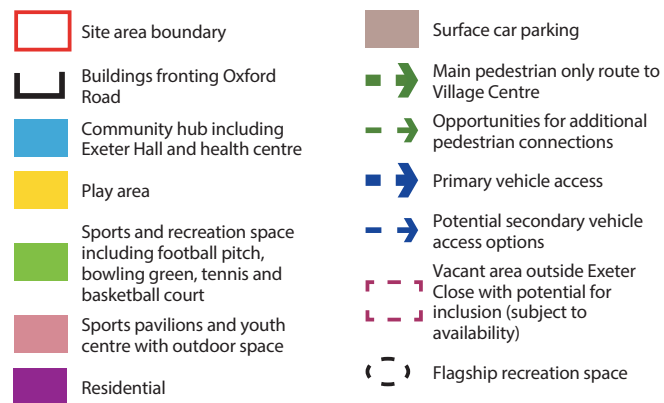 Site area boundary
Buildings fronting Oxford
Road
Community hub including
Exeter Hall and health centre
Play area
Sports and recreation space
including football pitch,
bowling green, tennis and
basketball court
Sports pavilions and youth
centre with outdoor space
Residential
Surface car parking
Main pedestrian only route to
Village Centre
Opportunities for additional
pedestrian connections
Primary vehicle access
Potential secondary vehicle
access options
Vacant area outside Exeter
Close with potential for
inclusion (subject to
availability)
Flagship recreation space